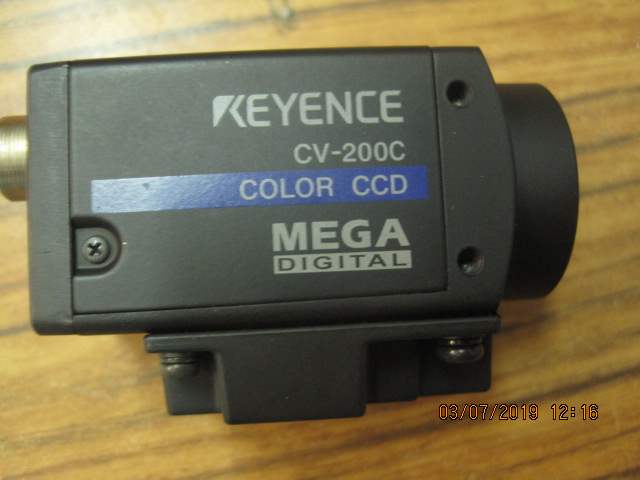 KEYENCE
CV-200C
COLOR CCD
MEGA
DIGITAL
03/07/2019 12:16